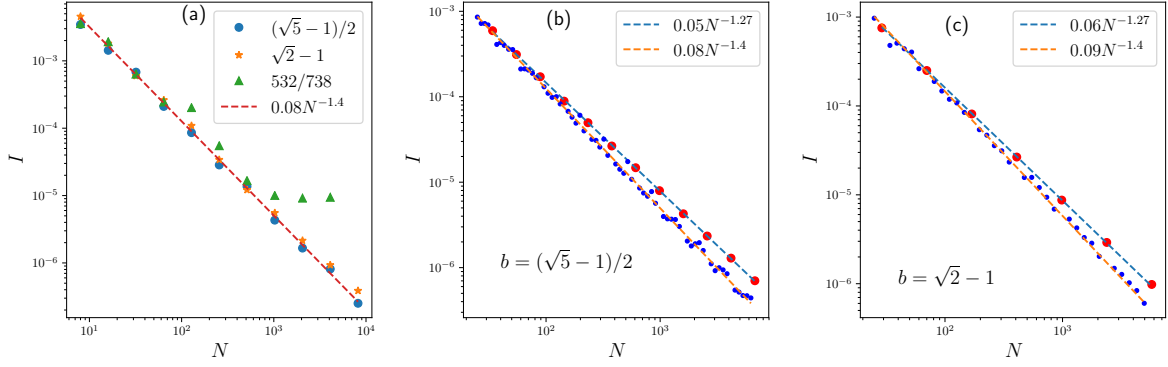 (a)
(√5 − 1)/2
√2 − 1
532/738
0.08N^{−1.4}
10^{−3}
10^{−4}
10^{−5}
10^{−6}
I
10^1
10^2
10^3
10^4
N
(b)
0.05N^{−1.27}
0.08N^{−1.4}
10^{−3}
10^{−4}
10^{−5}
10^{−6}
I
b = (√5 − 1)/2
10^2
10^3
N
(c)
0.06N^{−1.27}
0.09N^{−1.4}
10^{−3}
10^{−4}
10^{−5}
10^{−6}
I
b = √2 − 1
10^2
10^3
N